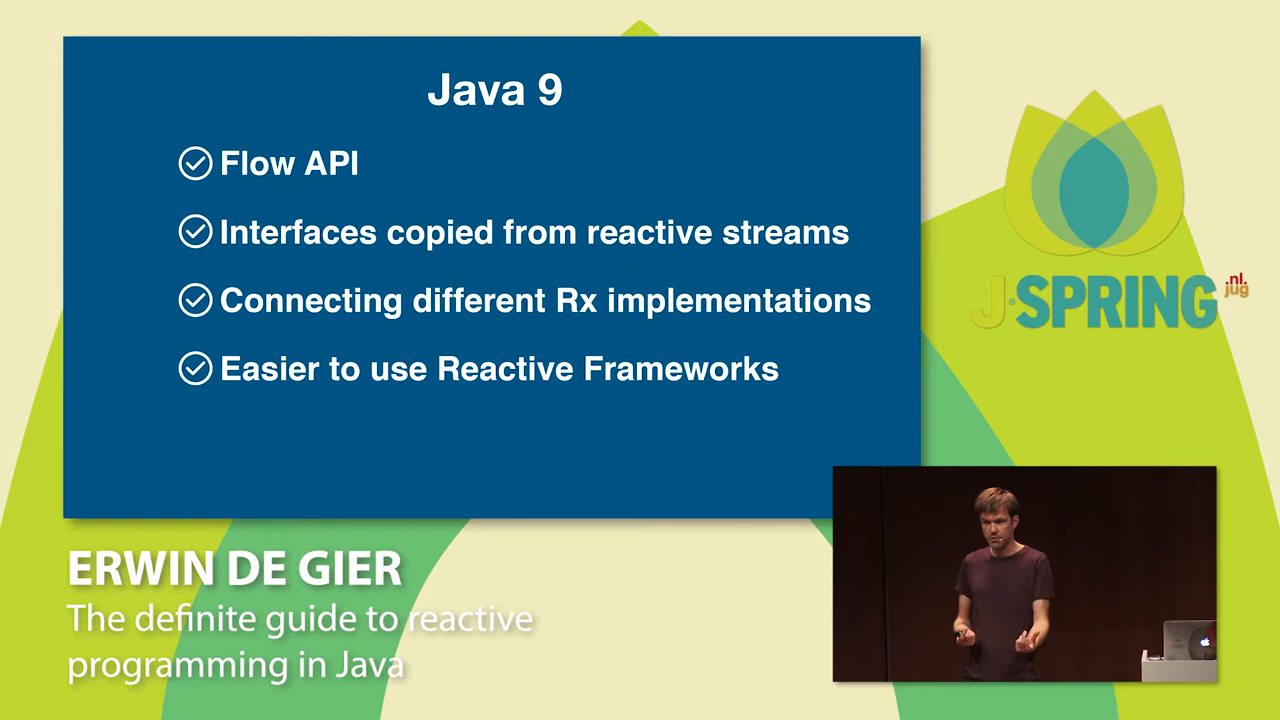 Java 9
Flow API
Interfaces copied from reactive streams
Connecting different Rx implementations
Easier to use Reactive Frameworks
J·SPRING
.nl.
jug
ERWIN DE GIER
The definite guide to reactive
programming in Java